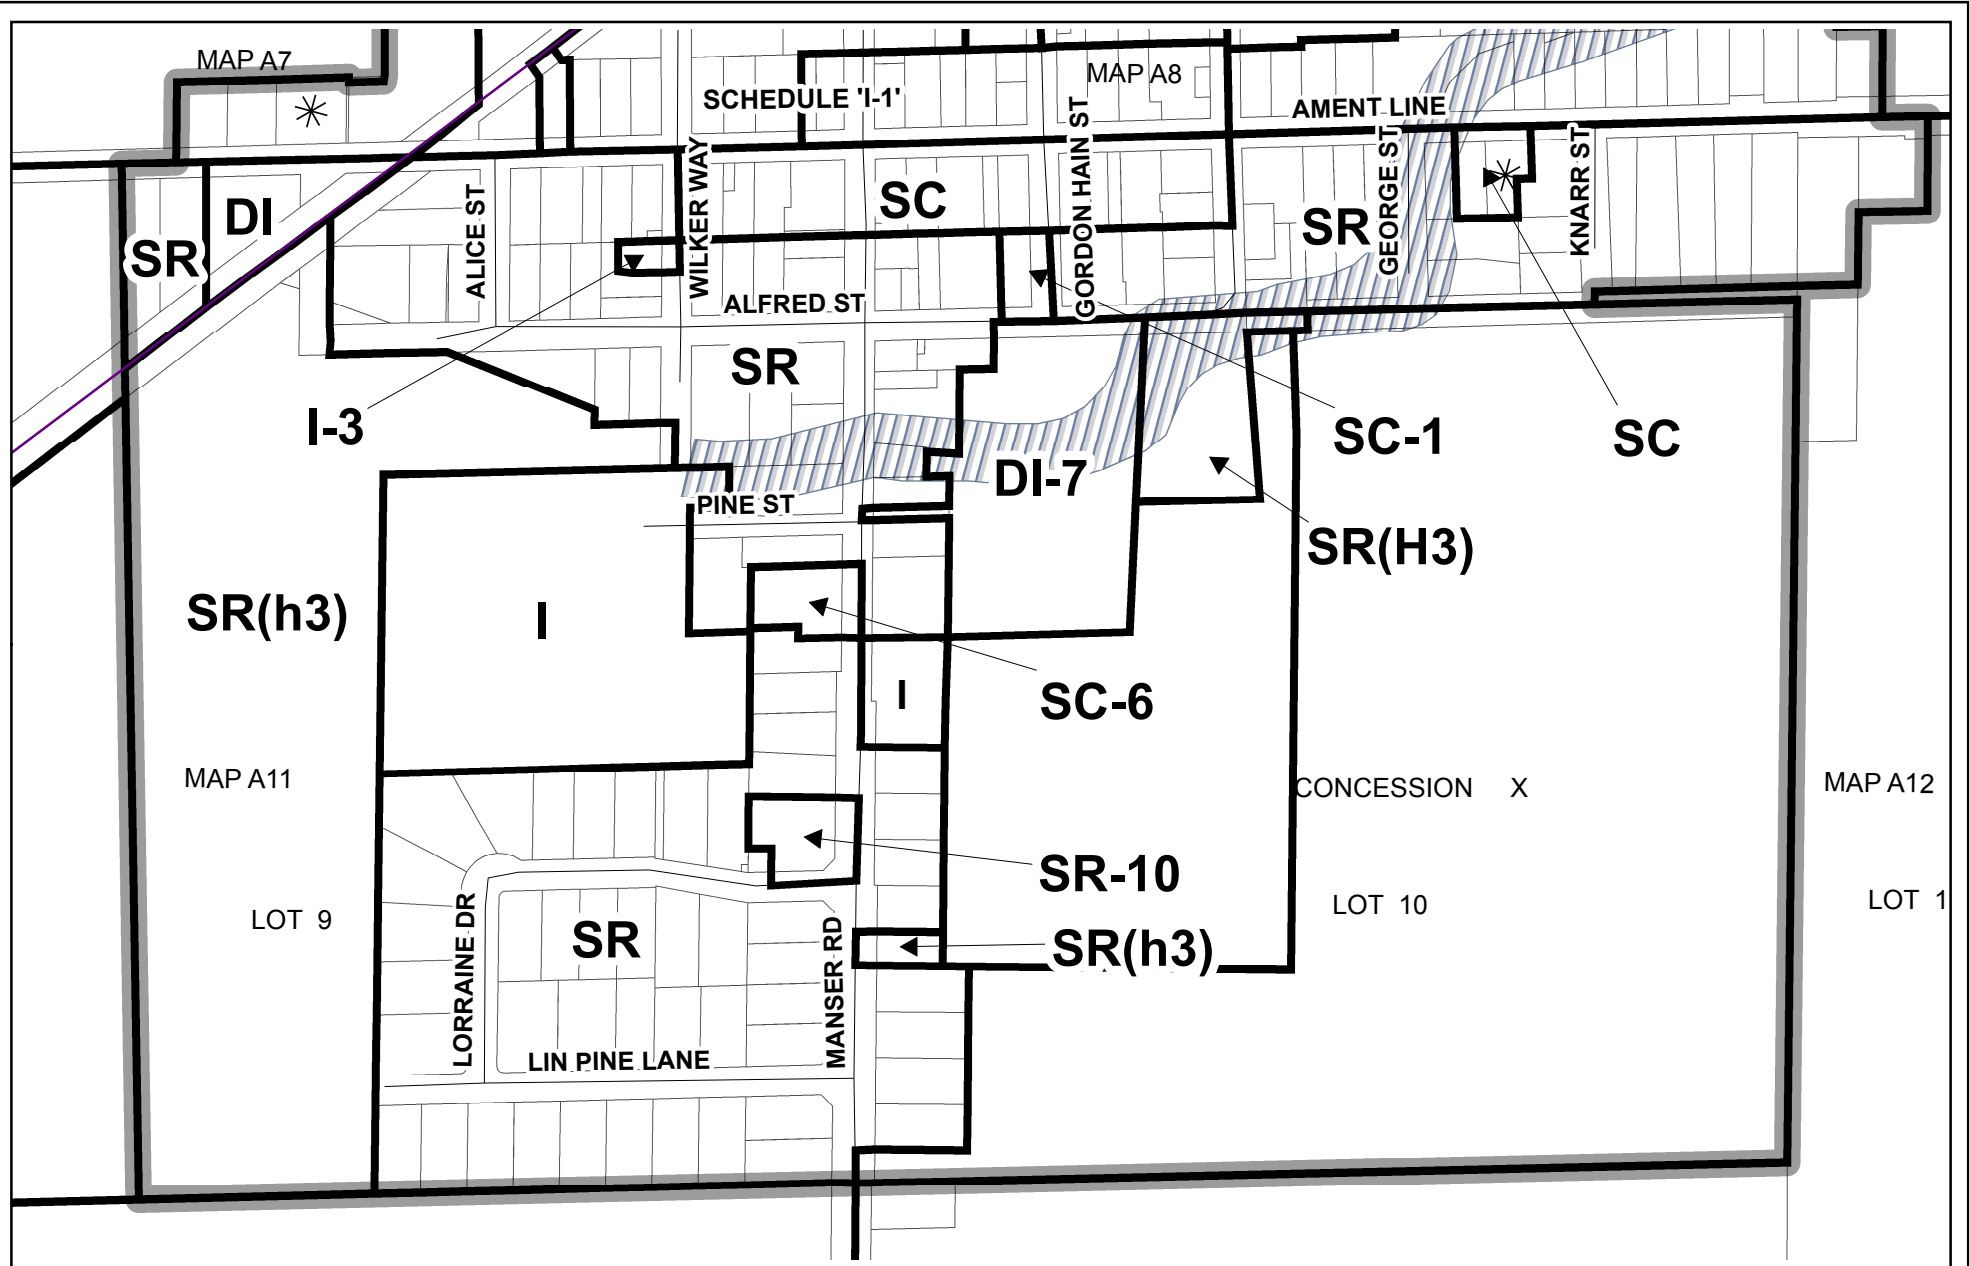 MAP A7
MAP A8
SCHEDULE 'I-1'
AMENT LINE
ALICE ST
WILKER WAY
GORDON HAIN ST
GEORGE ST
KNARR ST
SC
DI
SR
SR
ALFRED ST
SR
I-3
SC-1
SC
DI-7
PINE ST
SR(H3)
SR(h3)
I
I
SC-6
MAP A11
CONCESSION X
MAP A12
SR-10
LOT 9
LOT 10
LOT 1
SR
SR(h3)
LORRAINE DR
MANSER RD
LIN PINE LANE